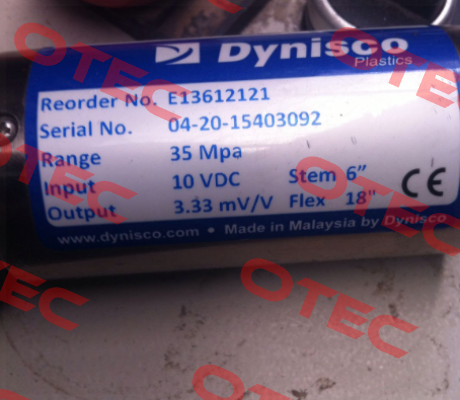 Dynisco
Plastics
Reorder No. E13612121
Serial No. 04-20-15403092
Range 35 Mpa
Input 10 VDC Stem 6"
Output 3.33 mV/V Flex 18"
CE
www.dynisco.com • Made in Malaysia by Dynisco
OTEC
OTEC
OTEC
OTEC
OTEC
OTEC
OTEC